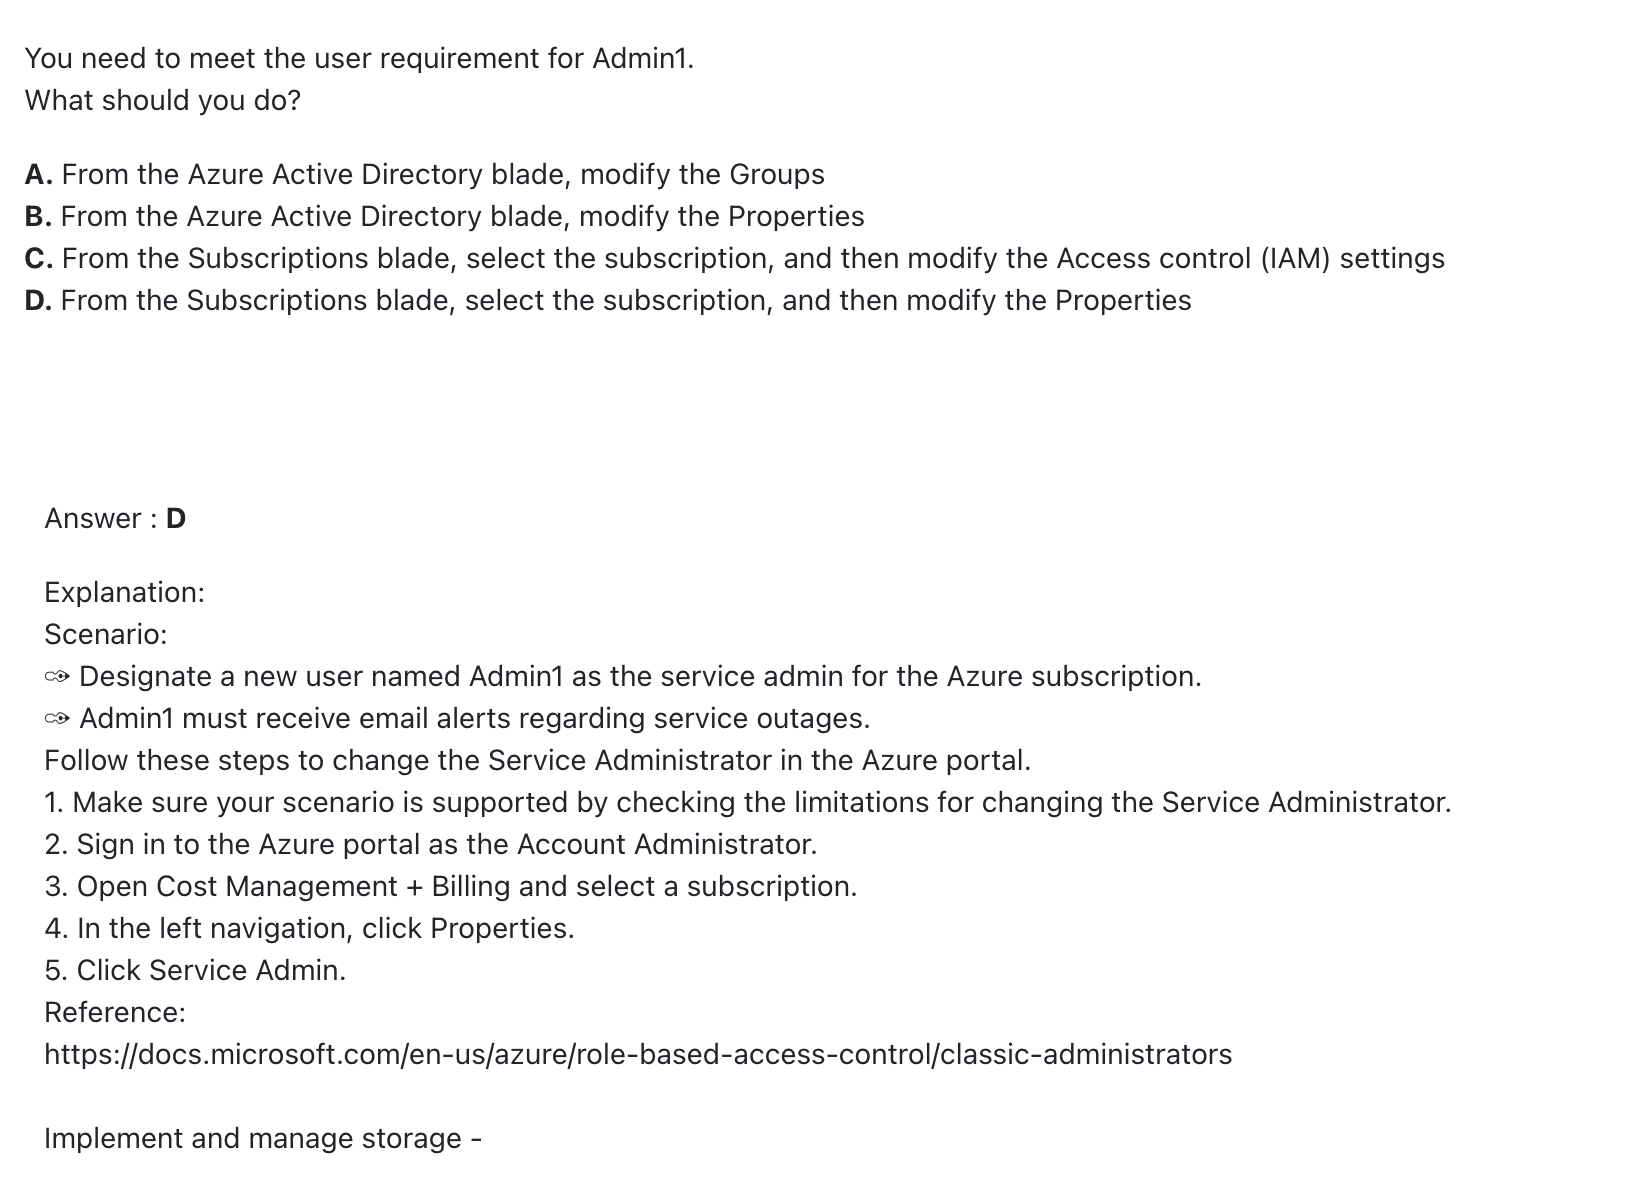 You need to meet the user requirement for Admin1.
What should you do?
A. From the Azure Active Directory blade, modify the Groups
B. From the Azure Active Directory blade, modify the Properties
C. From the Subscriptions blade, select the subscription, and then modify the Access control (IAM) settings
D. From the Subscriptions blade, select the subscription, and then modify the Properties
Answer : D
Explanation:
Scenario:
Designate a new user named Admin1 as the service admin for the Azure subscription.
Admin1 must receive email alerts regarding service outages.
Follow these steps to change the Service Administrator in the Azure portal.
1. Make sure your scenario is supported by checking the limitations for changing the Service Administrator.
2. Sign in to the Azure portal as the Account Administrator.
3. Open Cost Management + Billing and select a subscription.
4. In the left navigation, click Properties.
5. Click Service Admin.
Reference:
https://docs.microsoft.com/en-us/azure/role-based-access-control/classic-administrators
Implement and manage storage -